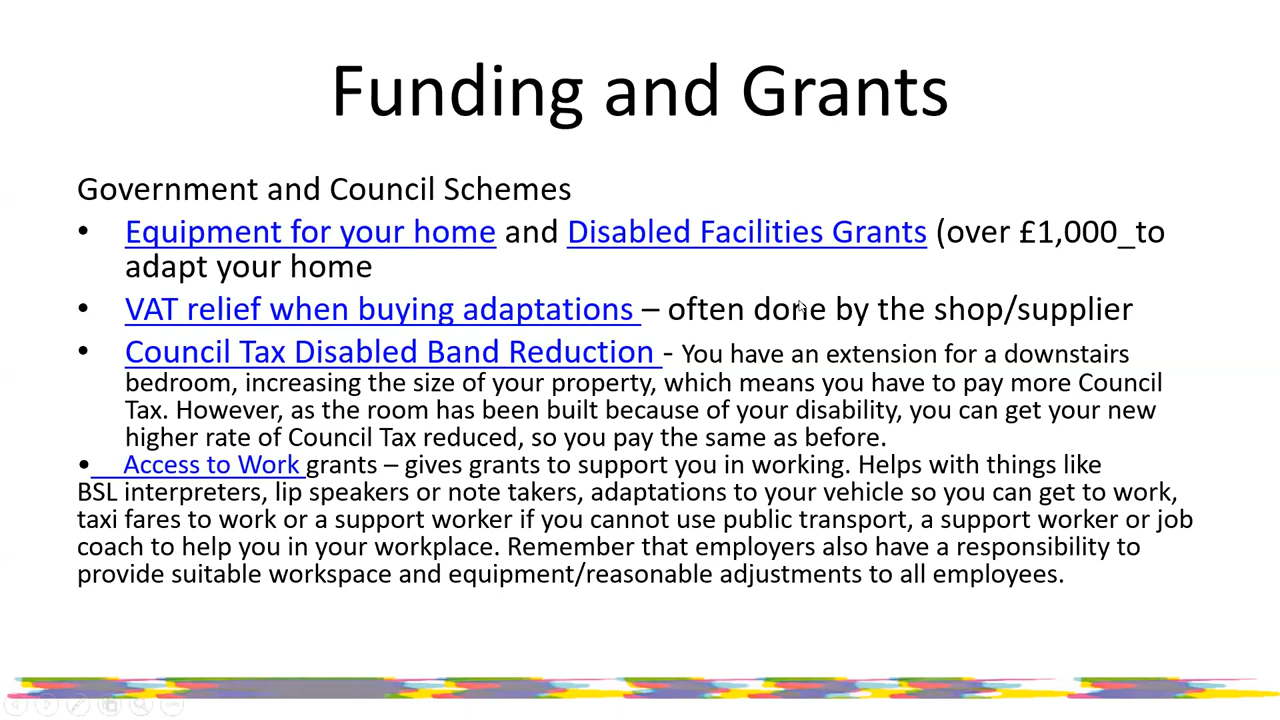 Funding and Grants
Government and Council Schemes
• Equipment for your home and Disabled Facilities Grants (over £1,000_to
adapt your home
• VAT relief when buying adaptations – often done by the shop/supplier
• Council Tax Disabled Band Reduction - You have an extension for a downstairs
bedroom, increasing the size of your property, which means you have to pay more Council
Tax. However, as the room has been built because of your disability, you can get your new
higher rate of Council Tax reduced, so you pay the same as before.
• Access to Work grants – gives grants to support you in working. Helps with things like
BSL interpreters, lip speakers or note takers, adaptations to your vehicle so you can get to work,
taxi fares to work or a support worker if you cannot use public transport, a support worker or job
coach to help you in your workplace. Remember that employers also have a responsibility to
provide suitable workspace and equipment/reasonable adjustments to all employees.